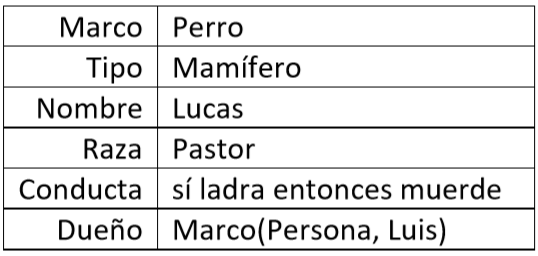 Marco Perro
Tipo Mamífero
Nombre Lucas
Raza Pastor
Conducta sí ladra entonces muerde
Dueño Marco(Persona, Luis)